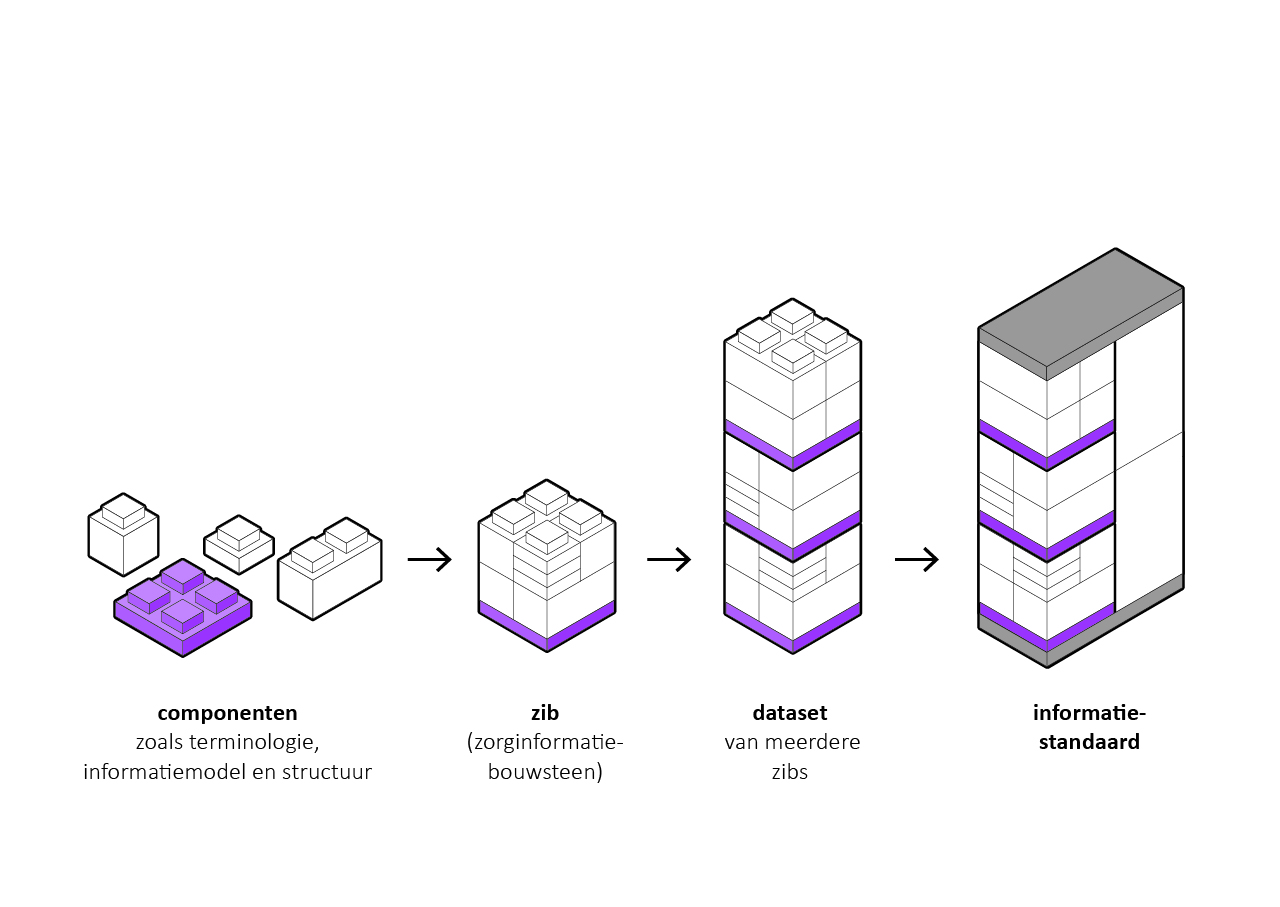 componenten
zoals terminologie,
informatiemodel en structuur
zib
(zorginformatie-
bouwsteen)
dataset
van meerdere
zibs
informatie-
standaard